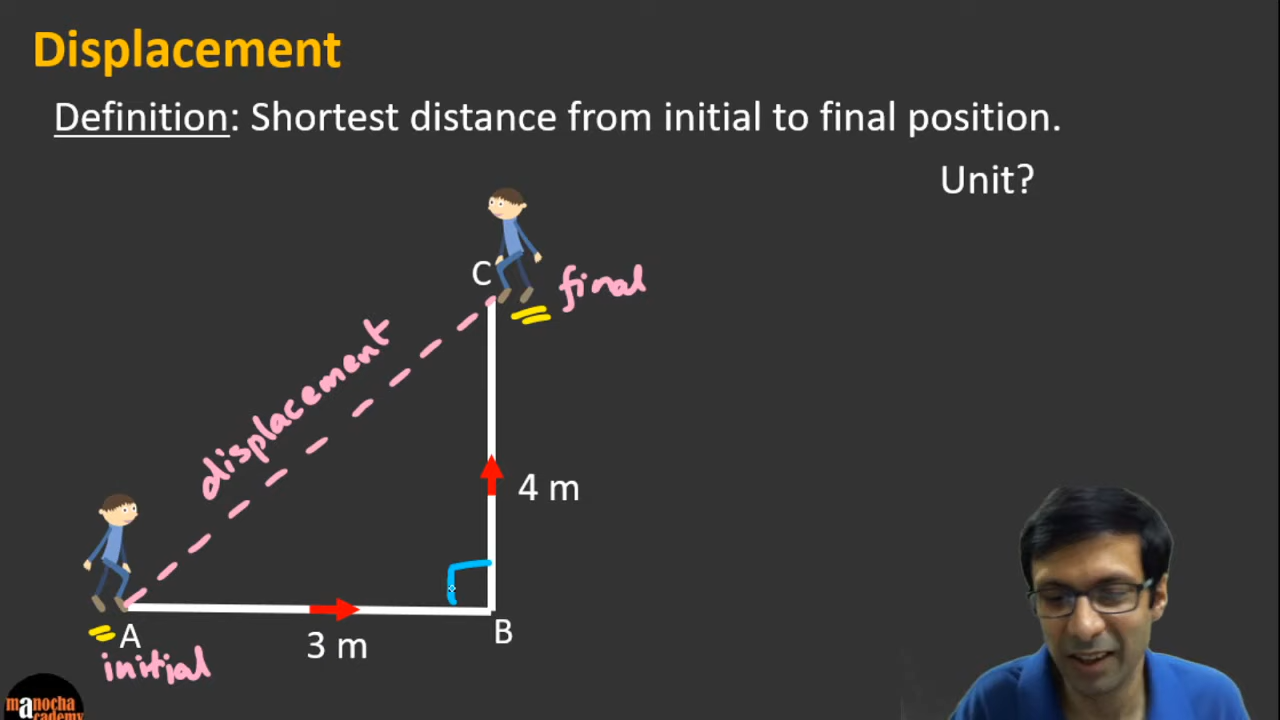 Displacement
Definition: Shortest distance from initial to final position.
Unit?
C
final
displacement
4 m
A
B
3 m
initial
manocha
academy